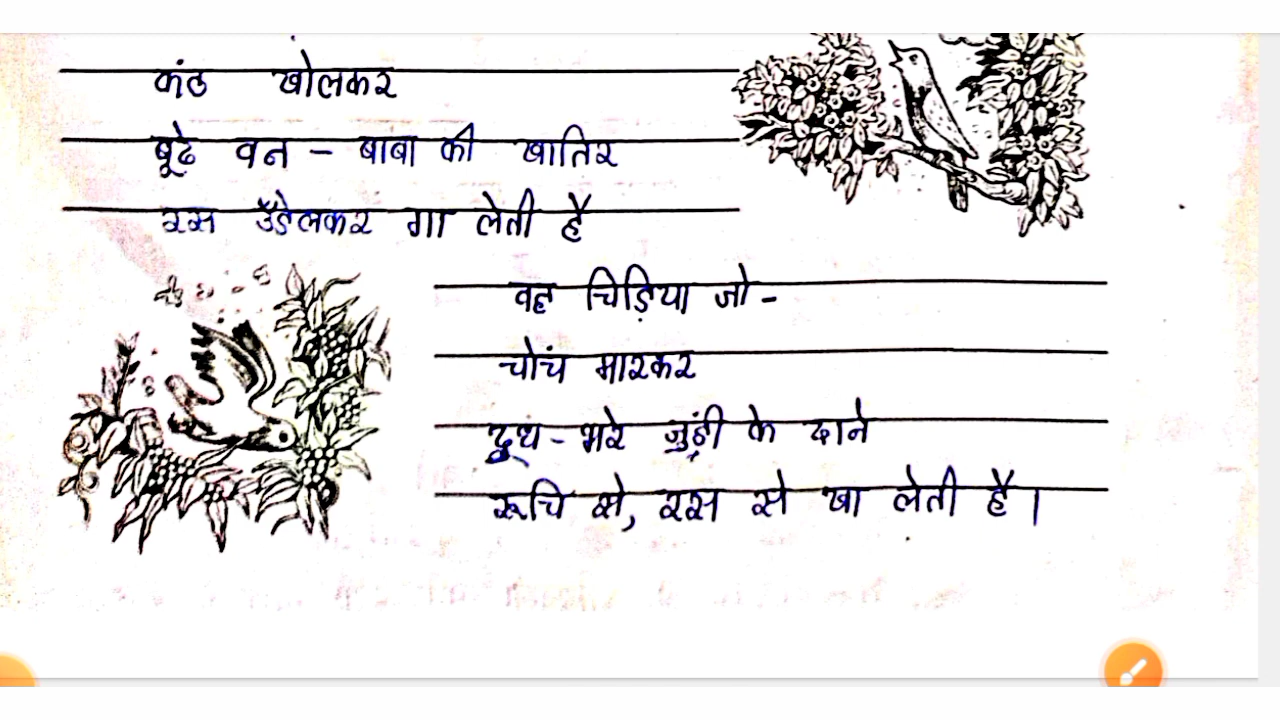 कंठ खोलकर
बूढे वन - बाबा की खातिर
रस उँडेलकर गा लेती है
वह चिड़िया जो -
चोंच मारकर
दूध - भरे जुंड़ी के दाने
रूचि से, रस से खा लेती है।